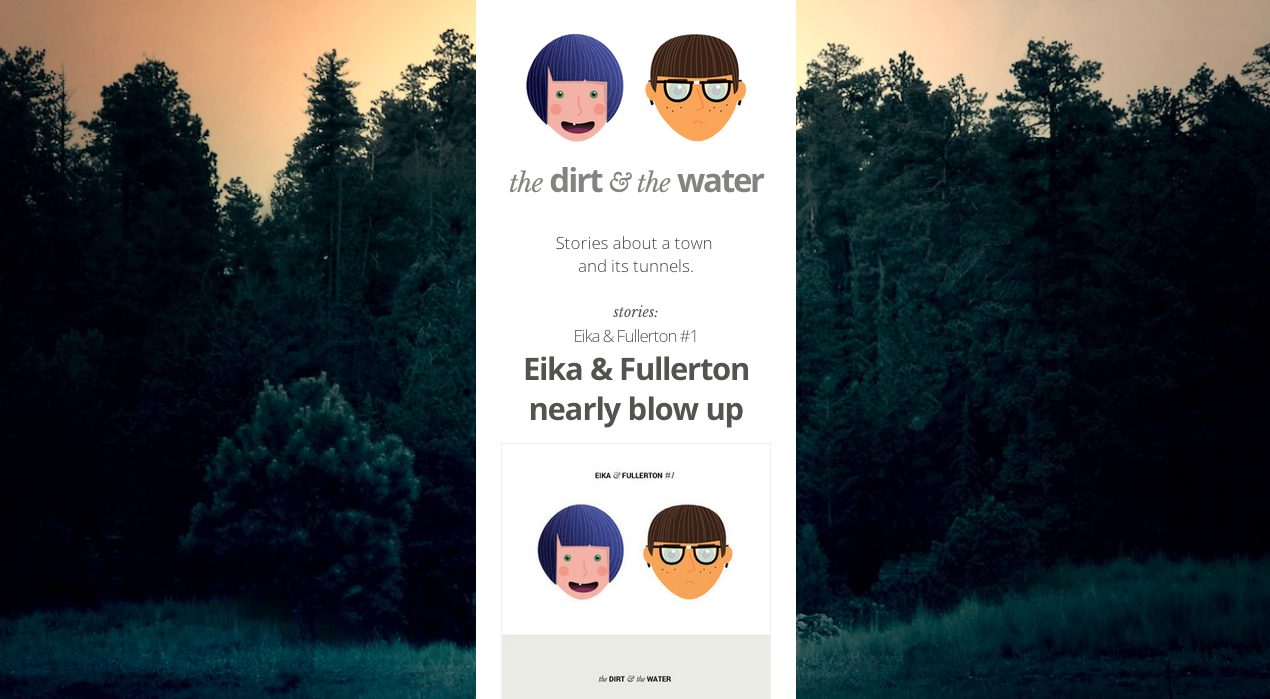 the dirt & the water
Stories about a town
and its tunnels.
stories:
Eika & Fullerton #1
Eika & Fullerton
nearly blow up
EIKA & FULLERTON #1
the DIRT & the WATER